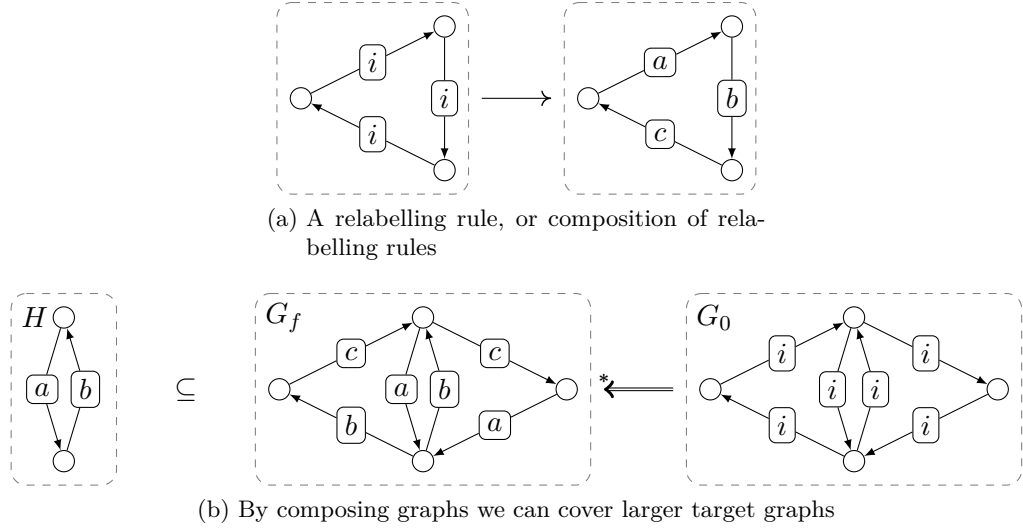 i
i
i
a
b
c
(a) A relabelling rule, or composition of rela-
belling rules
H
a
b
⊆
G_f
c
c
a
b
b
a
*
G_0
i
i
i
i
i
i
(b) By composing graphs we can cover larger target graphs